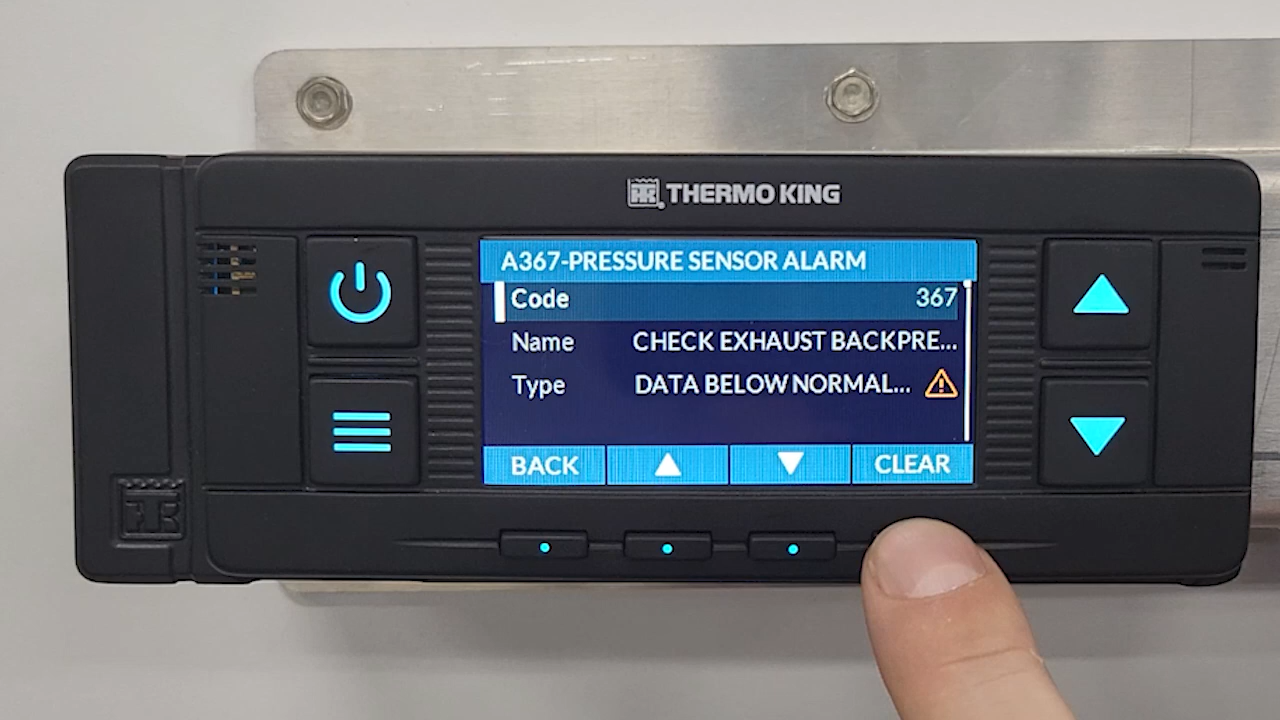 THERMO KING
A367-PRESSURE SENSOR ALARM
Code 367
Name CHECK EXHAUST BACKPRE...
Type DATA BELOW NORMAL...
BACK CLEAR